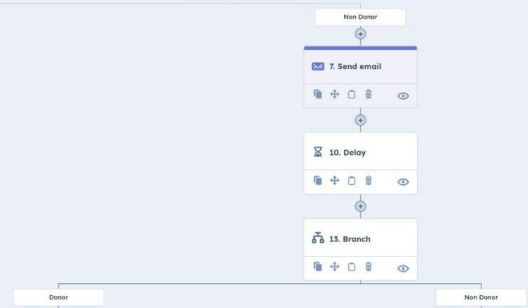 Non Donor
7. Send email
10. Delay
13. Branch
Donor
Non Donor